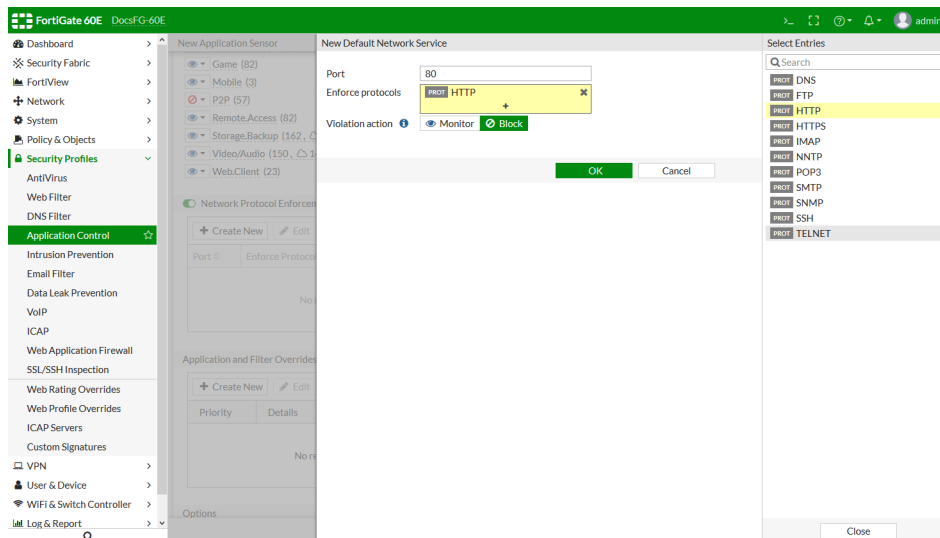 FortiGate 60E DocsFG-60E
>_ admin
Dashboard
Security Fabric
FortiView
Network
System
Policy & Objects
Security Profiles
AntiVirus
Web Filter
DNS Filter
Application Control
Intrusion Prevention
Email Filter
Data Leak Prevention
VoIP
ICAP
Web Application Firewall
SSL/SSH Inspection
Web Rating Overrides
Web Profile Overrides
ICAP Servers
Custom Signatures
VPN
User & Device
WiFi & Switch Controller
Log & Report
New Application Sensor
Game (82)
Mobile (3)
P2P (57)
Remote.Access (82)
Storage.Backup (162,
Video/Audio (150, 1
Web.Client (23)
Network Protocol Enforcem
+ Create New Edit
Port Enforce Protoco
No
Application and Filter Overrides
+ Create New Edit
Priority Details
No re
Options
New Default Network Service
Port 80
Enforce protocols PROT HTTP
+
Violation action Monitor Block
OK Cancel
Select Entries
Search
PROT DNS
PROT FTP
PROT HTTP
PROT HTTPS
PROT IMAP
PROT NNTP
PROT POP3
PROT SMTP
PROT SNMP
PROT SSH
PROT TELNET
Close